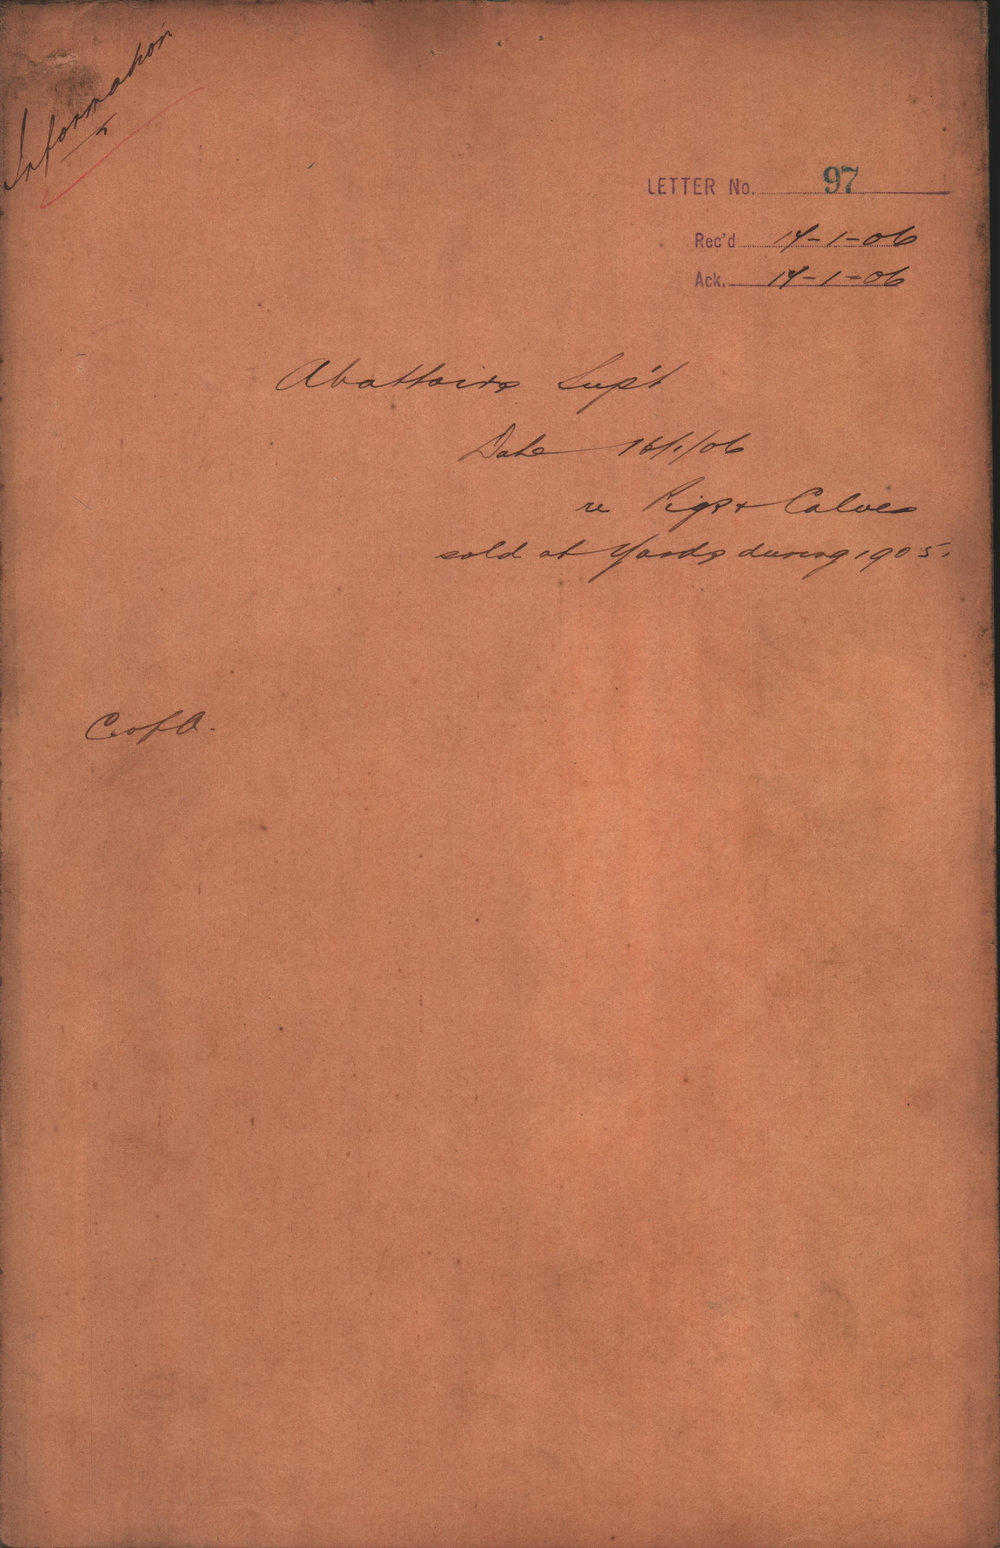 Information
LETTER No. 97
Rec'd 17-1-06
Ack. 17-1-06
Abattoirs Sup't
Date 16/1/06
re Pigs & Calves
sold at Yards during 1905.
C of A.